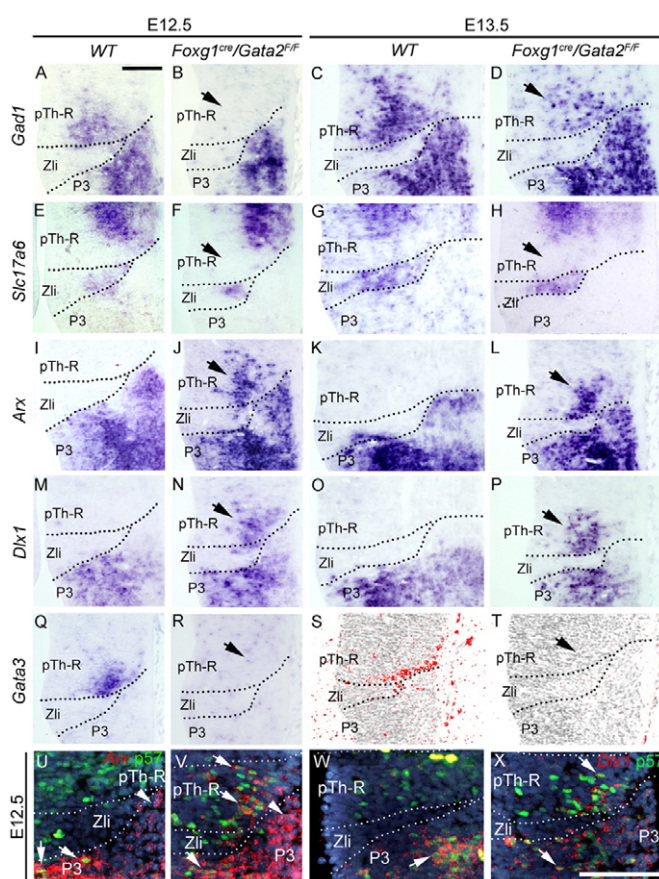 E12.5 E13.5
WT Foxg1cre/Gata2F/F WT Foxg1cre/Gata2F/F
Gad1
A pTh-R Zli P3
B pTh-R Zli P3
C pTh-R Zli P3
D pTh-R Zli P3
Slc17a6
E pTh-R Zli P3
F pTh-R Zli P3
G pTh-R Zli P3
H pTh-R Zli P3
Arx
I pTh-R Zli P3
J pTh-R Zli P3
K pTh-R Zli P3
L pTh-R Zli P3
Dlx1
M pTh-R Zli P3
N pTh-R Zli P3
O pTh-R Zli P3
P pTh-R Zli P3
Gata3
Q pTh-R Zli P3
R pTh-R Zli P3
S pTh-R Zli P3
T pTh-R Zli P3
E12.5
U Arx p57 pTh-R Zli P3
V pTh-R Zli P3
W pTh-R Zli P3
X Dlx1 p57 pTh-R Zli P3